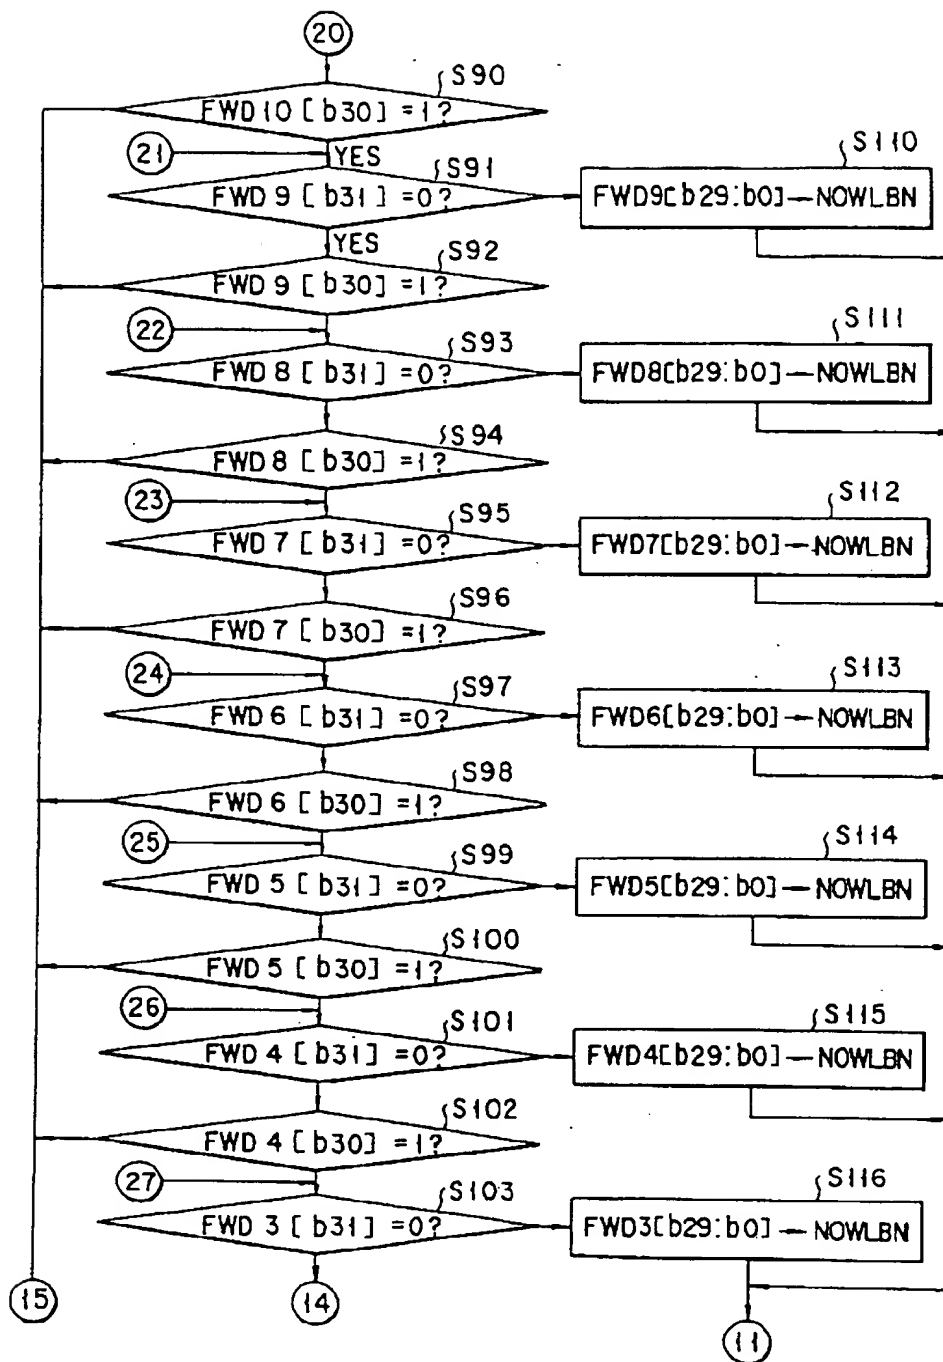 20
S90
FWD10[b30]=1?
21
YES
S91
S110
FWD9[b31]=0?
FWD9[b29:b0]—NOWLBN
YES
S92
FWD9[b30]=1?
22
S93
S111
FWD8[b31]=0?
FWD8[b29:b0]—NOWLBN
S94
FWD8[b30]=1?
23
S95
S112
FWD7[b31]=0?
FWD7[b29:b0]—NOWLBN
S96
FWD7[b30]=1?
24
S97
S113
FWD6[b31]=0?
FWD6[b29:b0]—NOWLBN
S98
FWD6[b30]=1?
25
S99
S114
FWD5[b31]=0?
FWD5[b29:b0]—NOWLBN
S100
FWD5[b30]=1?
26
S101
S115
FWD4[b31]=0?
FWD4[b29:b0]—NOWLBN
S102
FWD4[b30]=1?
27
S103
S116
FWD3[b31]=0?
FWD3[b29:b0]—NOWLBN
15
14
11